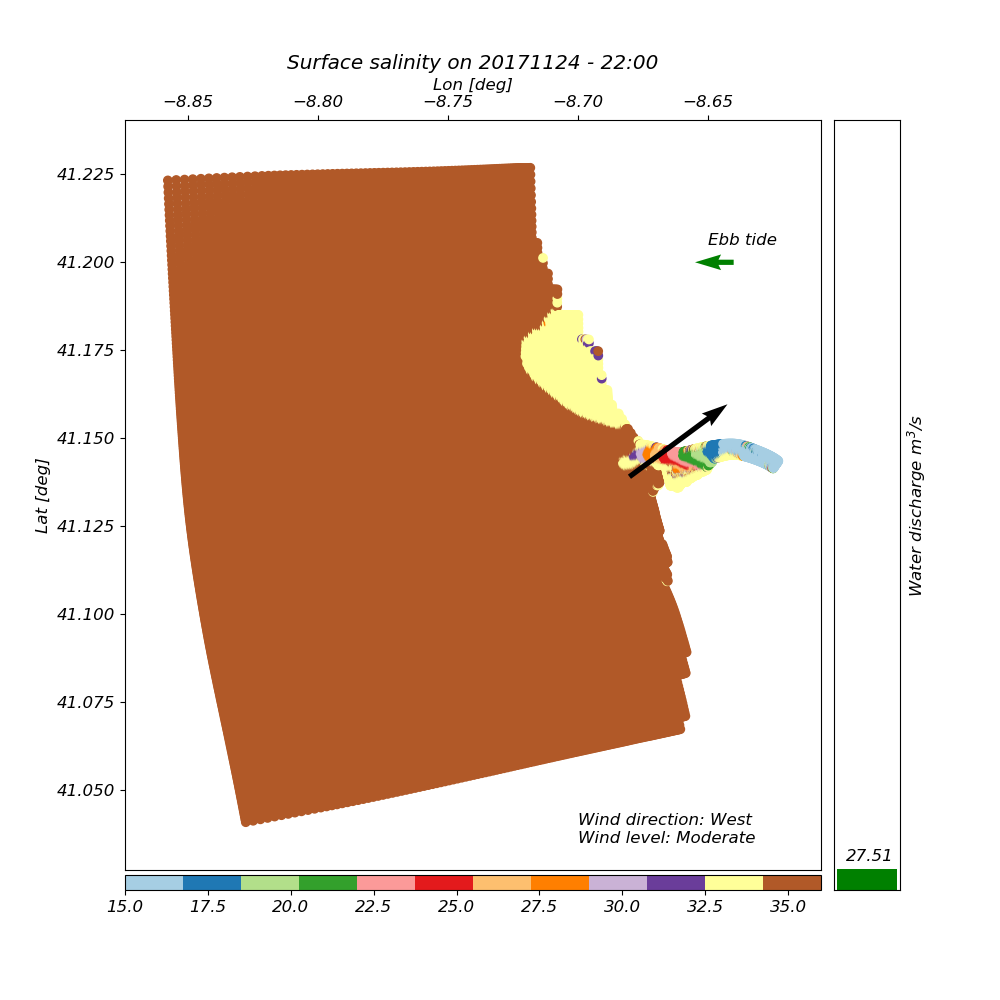 Surface salinity on 20171124 - 22:00
Lon [deg]
−8.85 −8.80 −8.75 −8.70 −8.65
41.225
41.200
41.175
41.150
41.125
41.100
41.075
41.050
Lat [deg]
Ebb tide
Wind direction: West
Wind level: Moderate
15.0 17.5 20.0 22.5 25.0 27.5 30.0 32.5 35.0
27.51
Water discharge m³/s